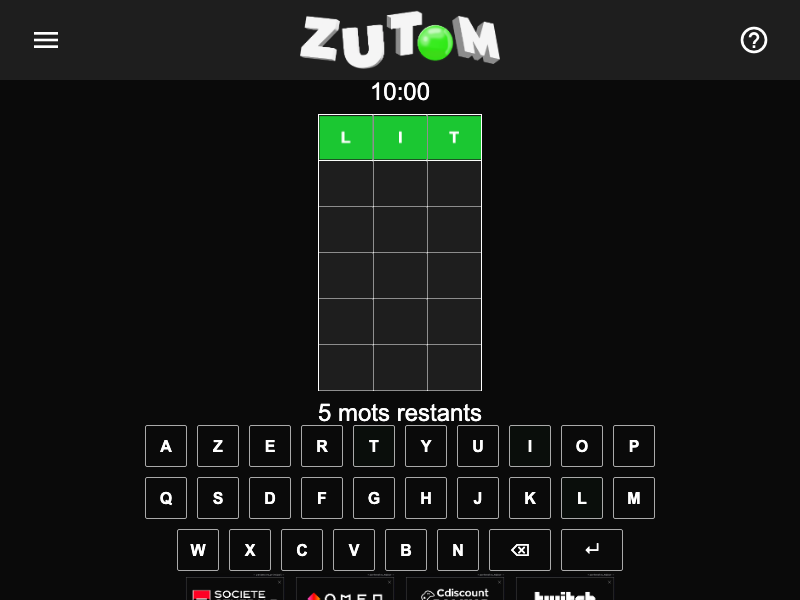 ZUTOM
10:00
L I T
5 mots restants
A Z E R T Y U I O P
Q S D F G H J K L M
W X C V B N
SOCIETE
OMEN
Cdiscount
twitch